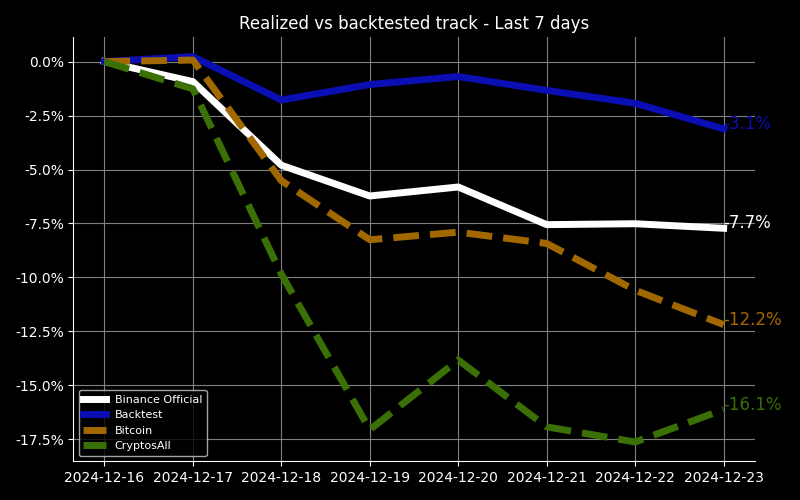 Realized vs backtested track - Last 7 days
0.0%
-2.5%
-5.0%
-7.5%
-10.0%
-12.5%
-15.0%
-17.5%
-3.1%
-7.7%
-12.2%
-16.1%
Binance Official
Backtest
Bitcoin
CryptosAll
2024-12-16 2024-12-17 2024-12-18 2024-12-19 2024-12-20 2024-12-21 2024-12-22 2024-12-23